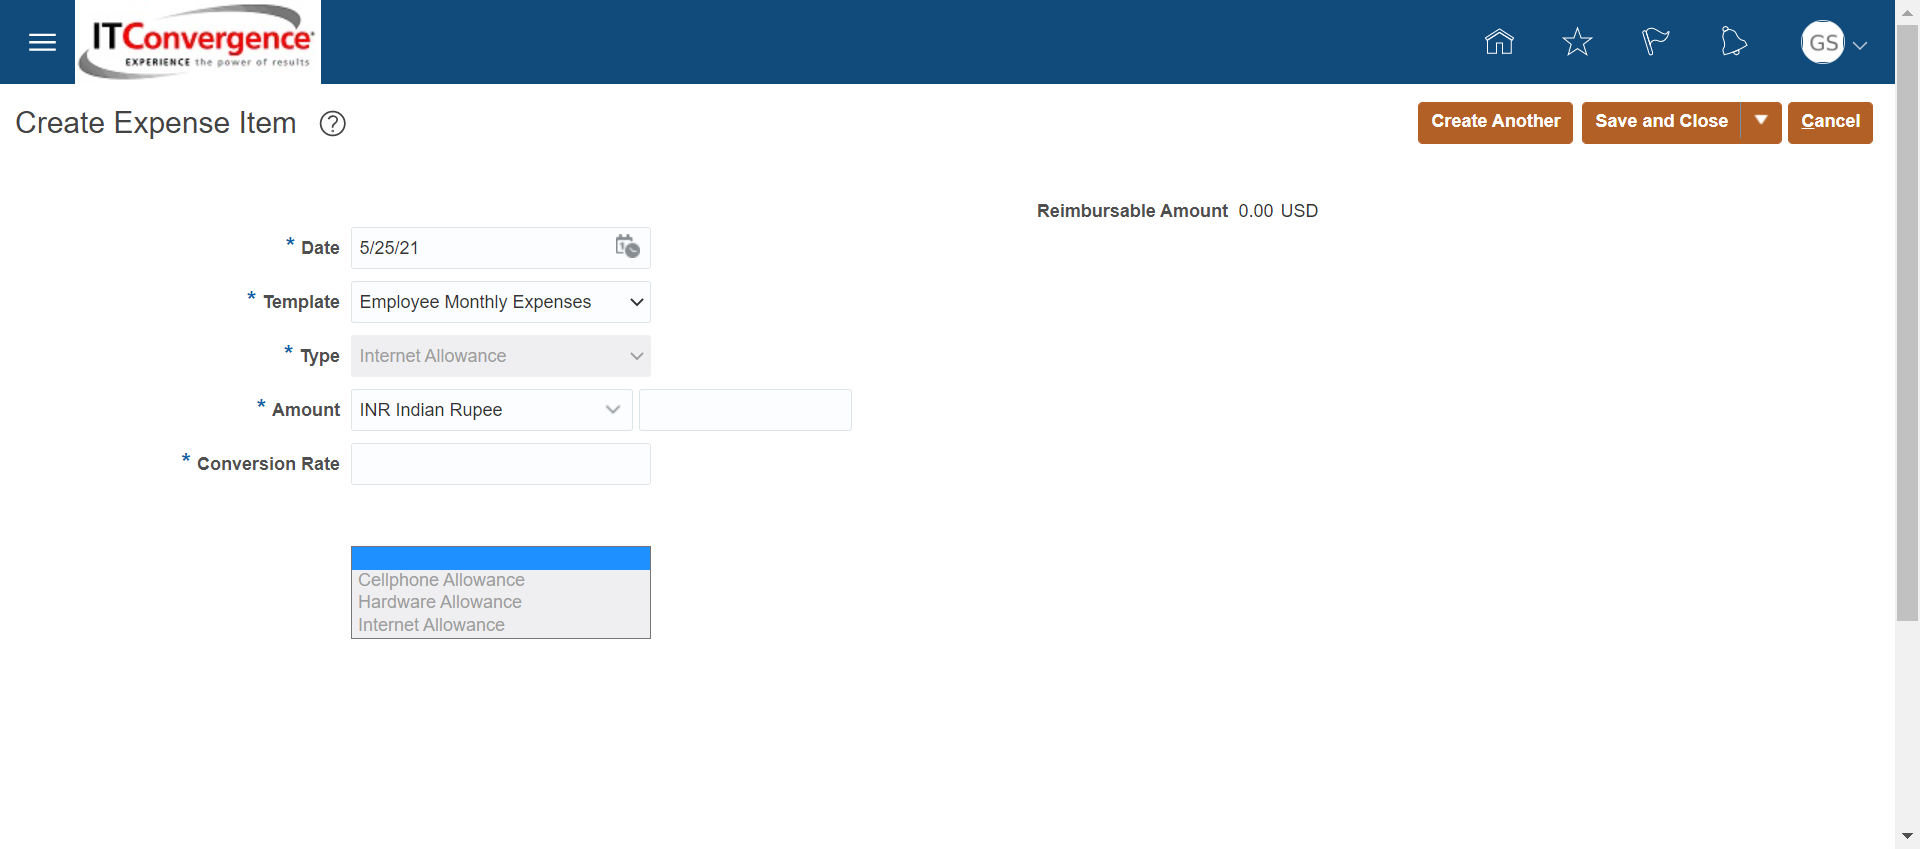 ITConvergence
EXPERIENCE the power of results
GS
Create Expense Item ?
Create Another
Save and Close
Cancel
Reimbursable Amount 0.00 USD
* Date 5/25/21
* Template Employee Monthly Expenses
* Type Internet Allowance
* Amount INR Indian Rupee
* Conversion Rate
Cellphone Allowance
Hardware Allowance
Internet Allowance